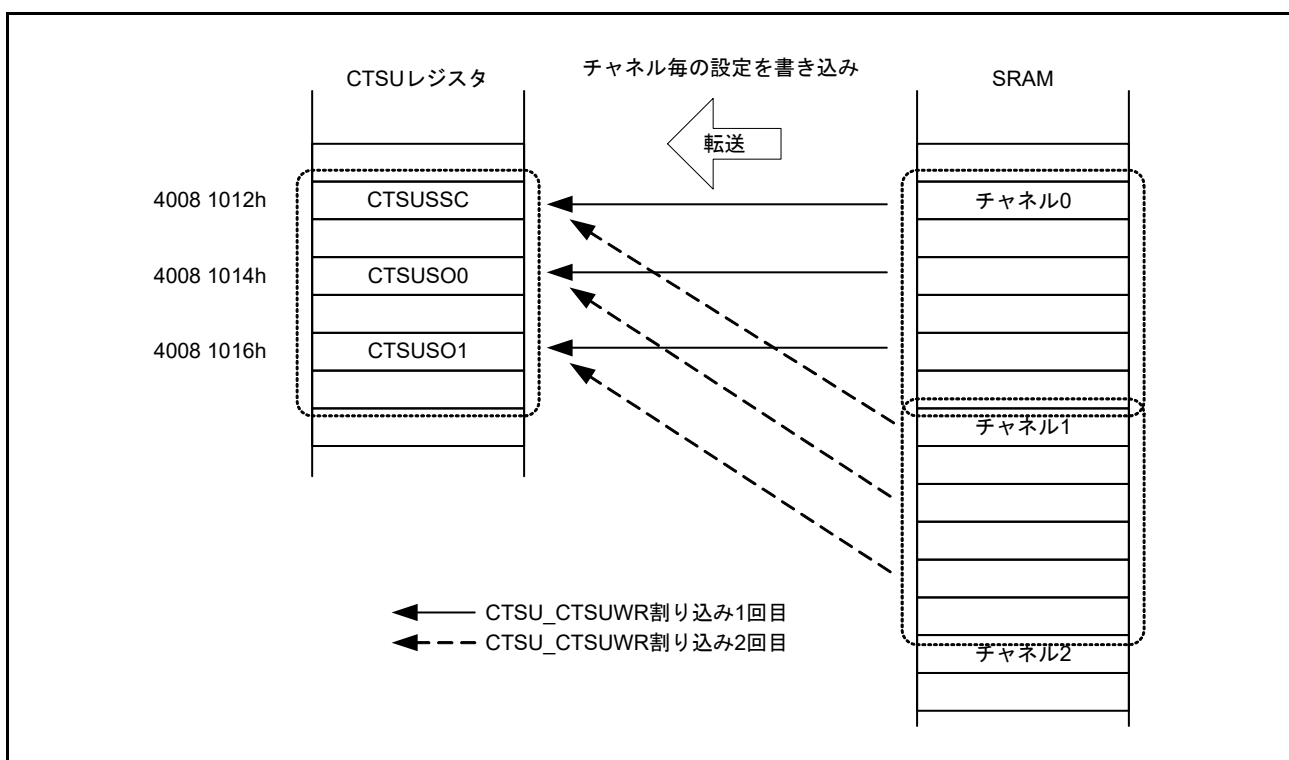 チャネル毎の設定を書き込み
CTSUレジスタ
SRAM
転送
4008 1012h
CTSUSSC
チャネル0
4008 1014h
CTSUSO0
4008 1016h
CTSUSO1
チャネル1
CTSU_CTSUWR割り込み1回目
CTSU_CTSUWR割り込み2回目
チャネル2